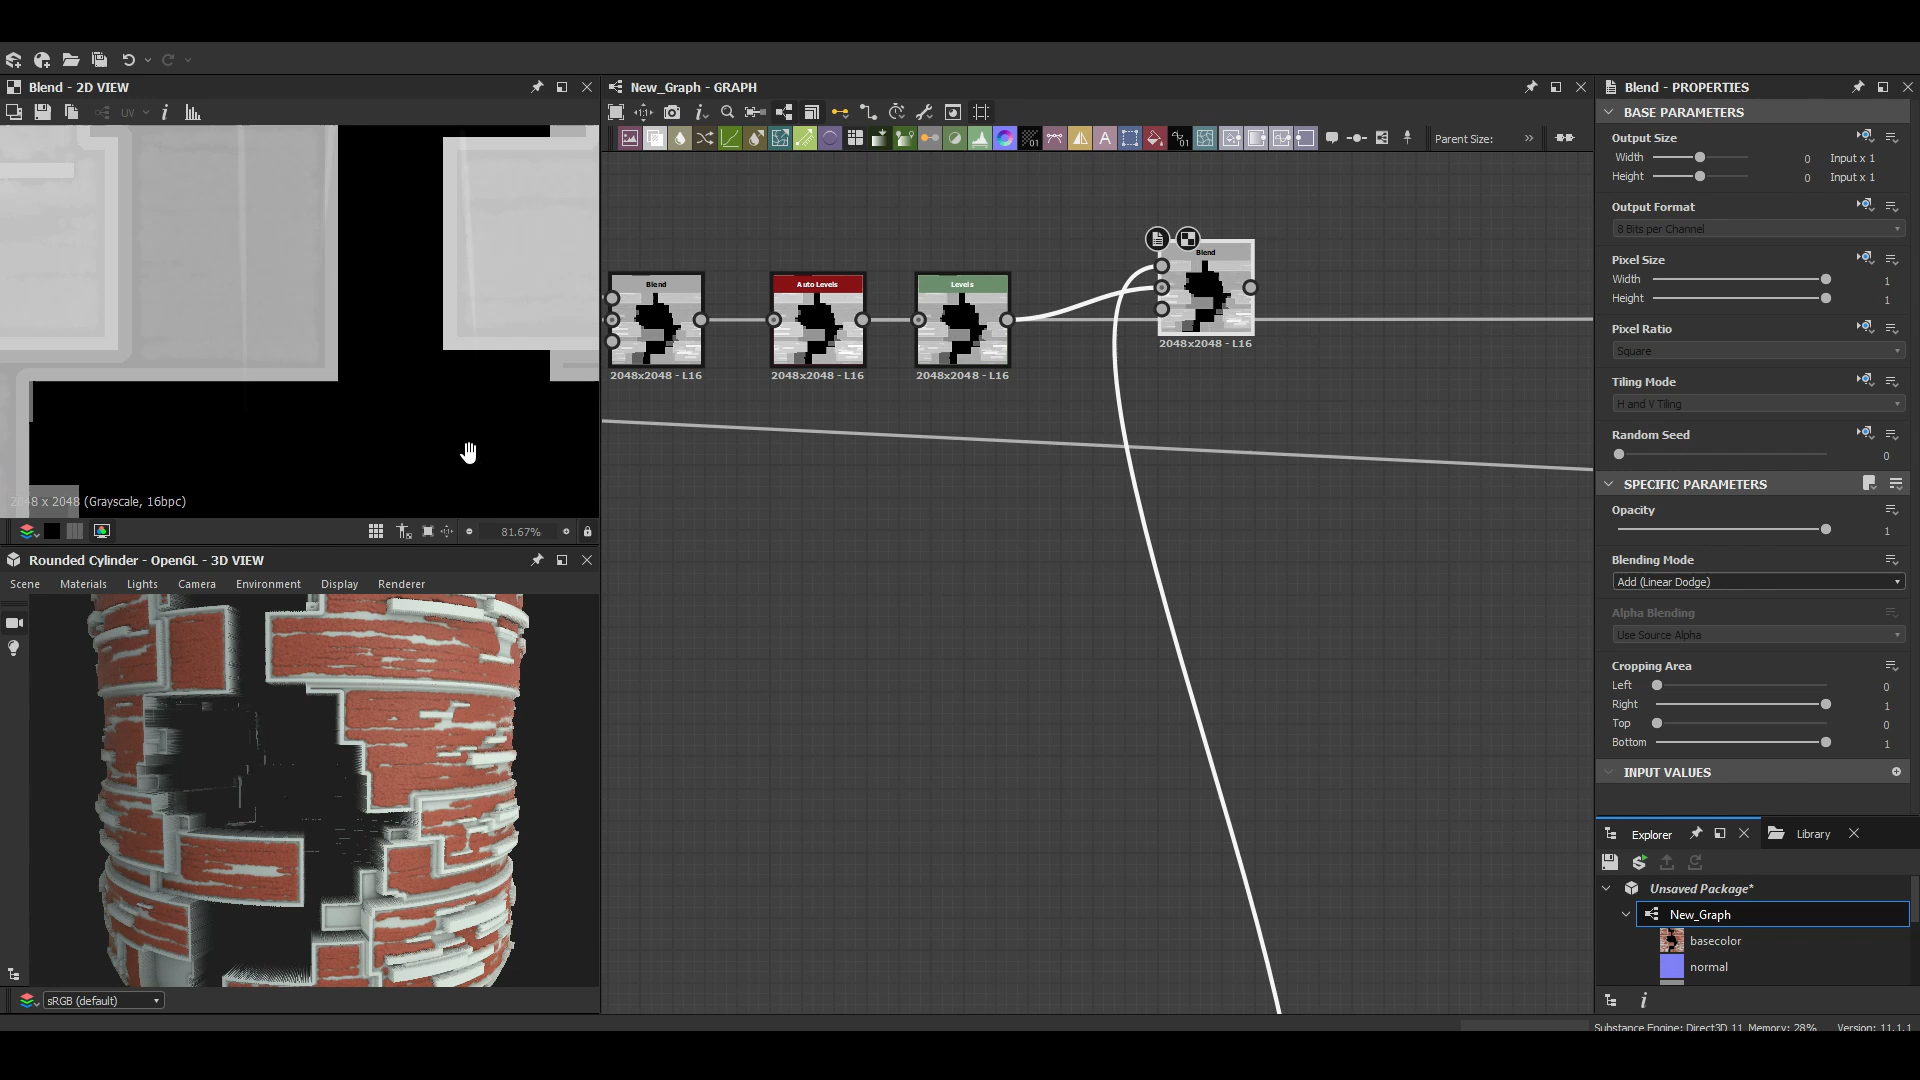 Blend - 2D VIEW
UV
2048 x 2048 (Grayscale, 16bpc)
81.67%
Rounded Cylinder - OpenGL - 3D VIEW
Scene Materials Lights Camera Environment Display Renderer
sRGB (default)
New_Graph - GRAPH
Parent Size:
Blend
2048x2048 - L16
Auto Levels
2048x2048 - L16
Levels
2048x2048 - L16
Blend
2048x2048 - L16
Blend - PROPERTIES
BASE PARAMETERS
Output Size
Width 0 Input x 1
Height 0 Input x 1
Output Format
8 Bits per Channel
Pixel Size
Width 1
Height 1
Pixel Ratio
Square
Tiling Mode
H and V Tiling
Random Seed
0
SPECIFIC PARAMETERS
Opacity
1
Blending Mode
Add (Linear Dodge)
Alpha Blending
Use Source Alpha
Cropping Area
Left 0
Right 1
Top 0
Bottom 1
INPUT VALUES
Explorer Library
Unsaved Package*
New_Graph
basecolor
normal
Substance Engine: Direct3D 11 Memory: 28% Version: 11.1.1